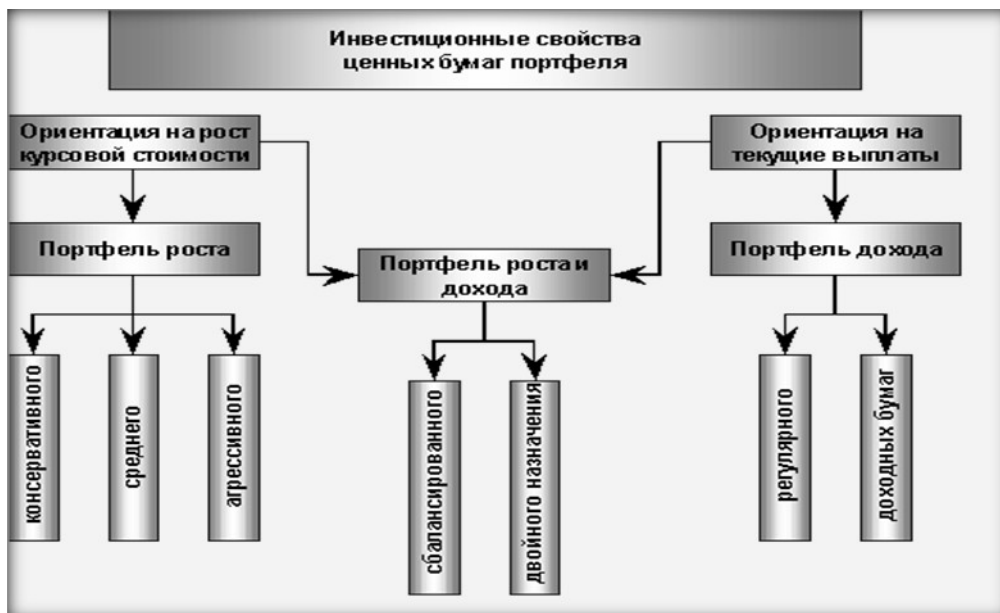 Инвестиционные свойства
ценных бумаг портфеля
Ориентация на рост
курсовой стоимости
Ориентация на
текущие выплаты
Портфель роста
Портфель роста и
дохода
Портфель дохода
консервативного
среднего
агрессивного
сбалансированного
двойного назначения
регулярного
доходных бумаг